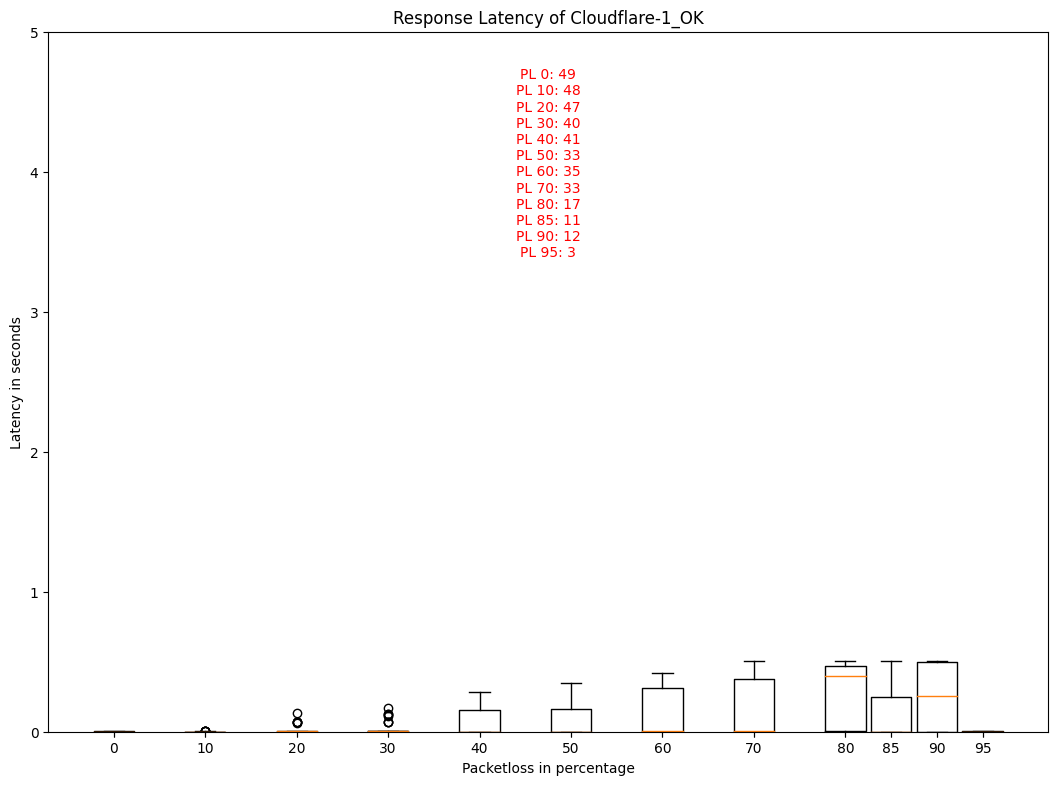 Response Latency of Cloudflare-1_OK
5
PL 0: 49
PL 10: 48
PL 20: 47
PL 30: 40
PL 40: 41
PL 50: 33
PL 60: 35
PL 70: 33
PL 80: 17
PL 85: 11
PL 90: 12
PL 95: 3
4
3
2
1
0
Latency in seconds
0 10 20 30 40 50 60 70 80 85 90 95
Packetloss in percentage